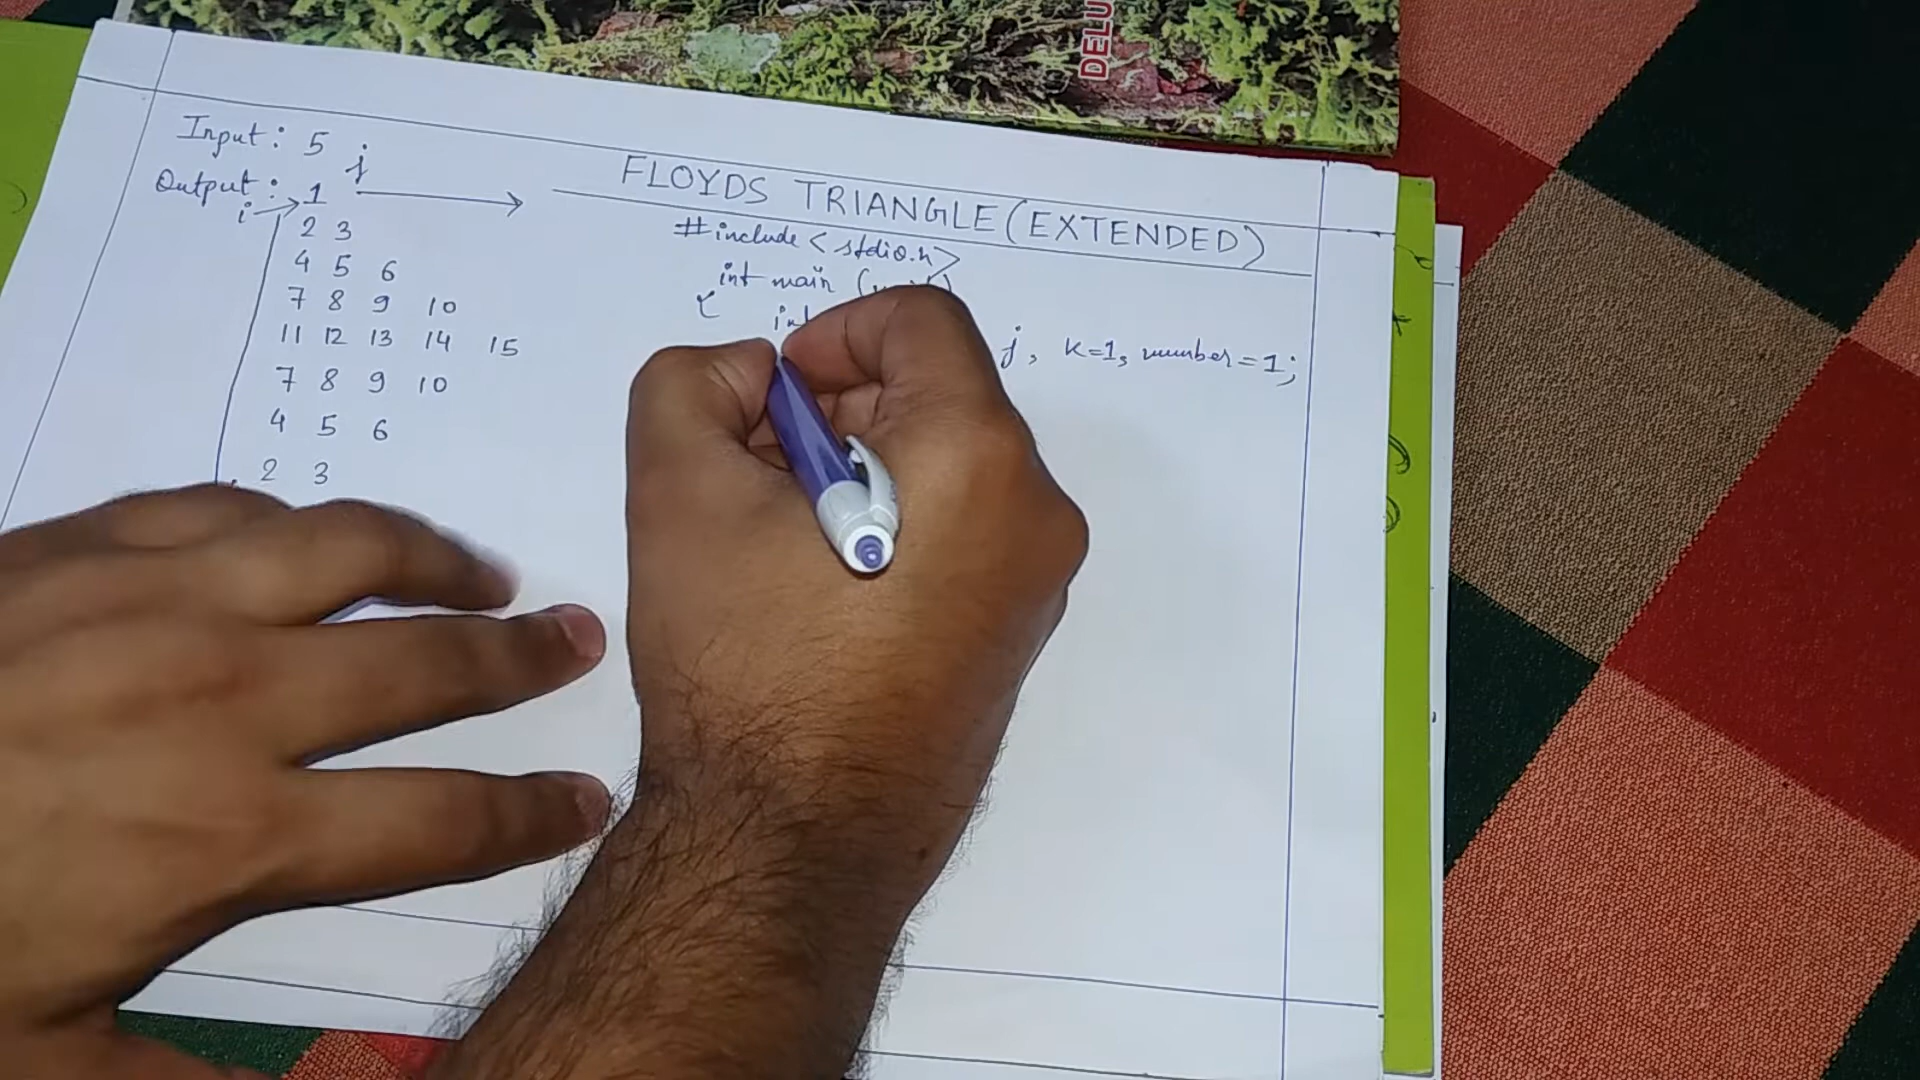 DELU
Input: 5
j
Output: 1
i
2 3
4 5 6
7 8 9 10
11 12 13 14 15
7 8 9 10
4 5 6
2 3
FLOYDS TRIANGLE (EXTENDED)
#include <stdio.h>
int main (
{
int j, k=1, number=1;